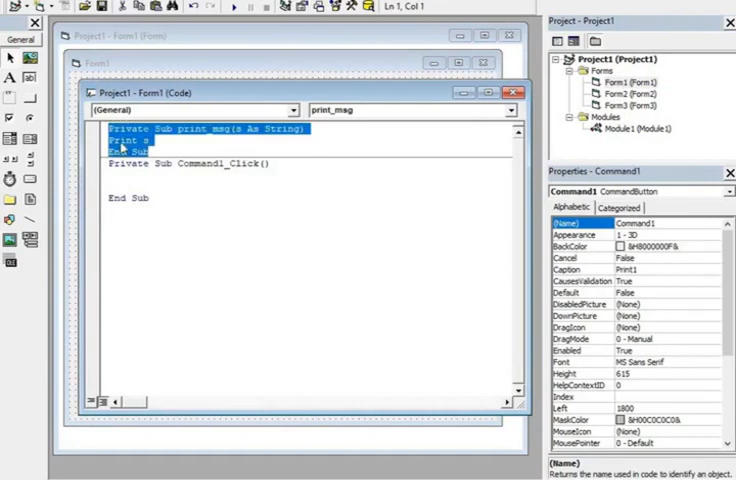 Ln 1, Col 1
General
Project1 - Form1 (Form)
Form1
Project1 - Form1 (Code)
(General)
print_msg
Private Sub print_msg(s As String)
Print s
End Sub
Private Sub Command1_Click()
End Sub
Project - Project1
Project1 (Project1)
Forms
Form1 (Form1)
Form2 (Form2)
Form3 (Form3)
Modules
Module1 (Module1)
Properties - Command1
Command1 CommandButton
Alphabetic Categorized
(Name) Command1
Appearance 1 - 3D
BackColor &H8000000F&
Cancel False
Caption Print1
CausesValidation True
Default False
DisabledPicture (None)
DownPicture (None)
DragIcon (None)
DragMode 0 - Manual
Enabled True
Font MS Sans Serif
Height 615
HelpContextID 0
Index
Left 1800
MaskColor &H00C0C0C0&
MouseIcon (None)
MousePointer 0 - Default
(Name)
Returns the name used in code to identify an object.